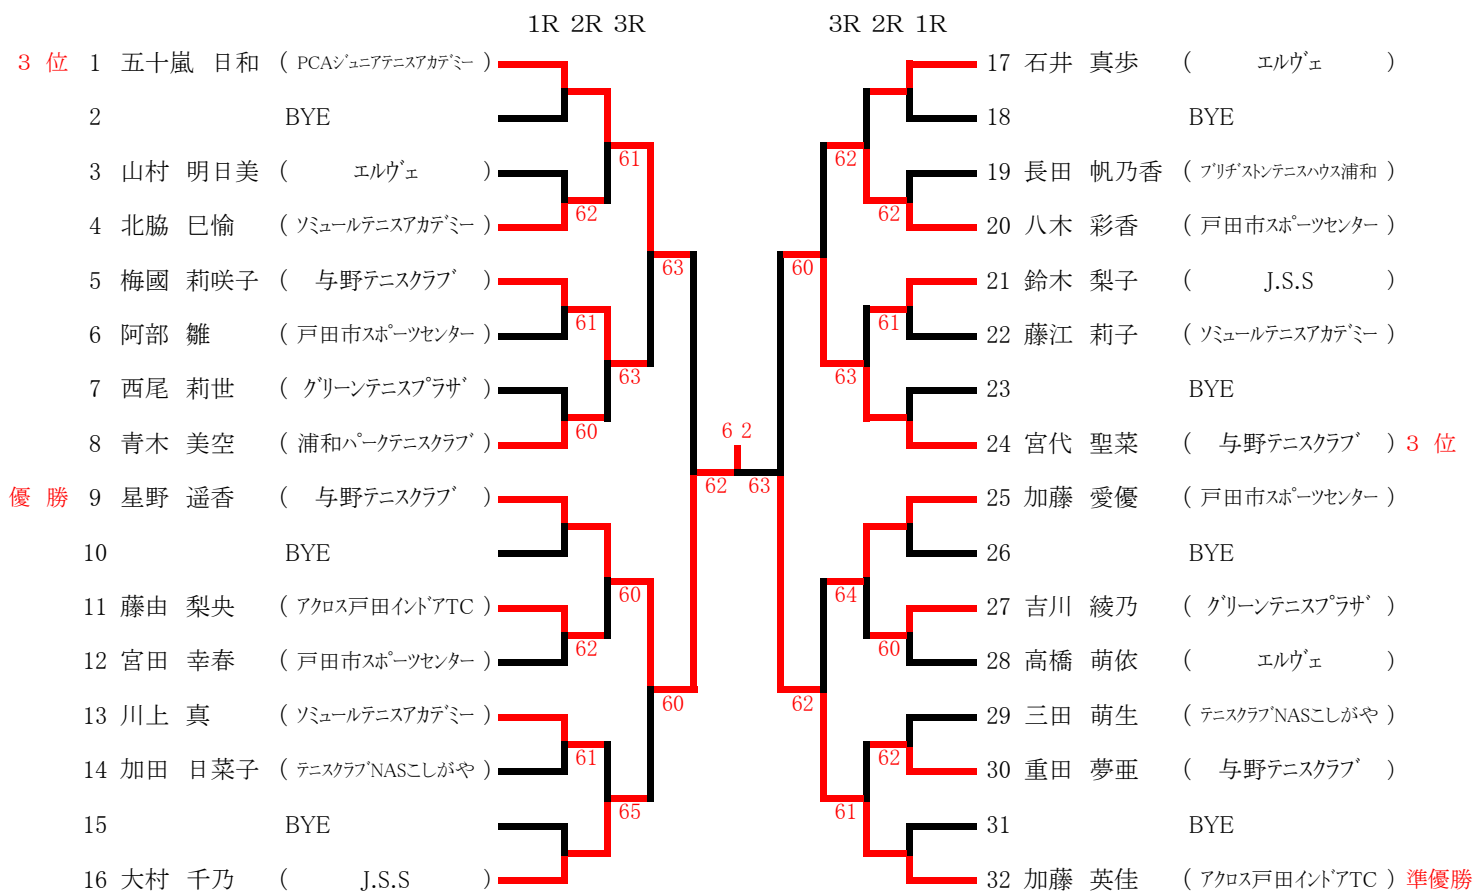 1R 2R 3R 3R 2R 1R
3 位 1 五十嵐 日和 ( PCAｼﾞｭﾆｱﾃﾆｽｱｶﾃﾞﾐｰ ) 17 石井 真歩 ( ｴﾙｳﾞｪ )
2 BYE 18 BYE
61 62
3 山村 明日美 ( ｴﾙｳﾞｪ ) 19 長田 帆乃香 ( ﾌﾞﾘﾁﾞｽﾄﾝﾃﾆｽﾊｳｽ浦和 )
62 62
4 北脇 巳愉 ( ｿﾐｭｰﾙﾃﾆｽｱｶﾃﾞﾐｰ ) 20 八木 彩香 ( 戸田市ｽﾎﾟｰﾂｾﾝﾀｰ )
63 60
5 梅國 莉咲子 ( 与野ﾃﾆｽｸﾗﾌﾞ ) 21 鈴木 梨子 ( J.S.S )
61 61
6 阿部 雛 ( 戸田市ｽﾎﾟｰﾂｾﾝﾀｰ ) 22 藤江 莉子 ( ｿﾐｭｰﾙﾃﾆｽｱｶﾃﾞﾐｰ )
63 63
7 西尾 莉世 ( ｸﾞﾘｰﾝﾃﾆｽﾌﾟﾗｻﾞ ) 23 BYE
60 6 2
8 青木 美空 ( 浦和ﾊﾟｰｸﾃﾆｽｸﾗﾌﾞ ) 24 宮代 聖菜 ( 与野ﾃﾆｽｸﾗﾌﾞ ) 3 位
62 63
優 勝 9 星野 遥香 ( 与野ﾃﾆｽｸﾗﾌﾞ ) 25 加藤 愛優 ( 戸田市ｽﾎﾟｰﾂｾﾝﾀｰ )
10 BYE 26 BYE
60 64
11 藤由 梨央 ( ｱｸﾛｽ戸田ｲﾝﾄﾞｱTC ) 27 吉川 綾乃 ( ｸﾞﾘｰﾝﾃﾆｽﾌﾟﾗｻﾞ )
62 60
12 宮田 幸春 ( 戸田市ｽﾎﾟｰﾂｾﾝﾀｰ ) 28 高橋 萌依 ( ｴﾙｳﾞｪ )
60 62
13 川上 真 ( ｿﾐｭｰﾙﾃﾆｽｱｶﾃﾞﾐｰ ) 29 三田 萌生 ( ﾃﾆｽｸﾗﾌﾞNASこしがや )
61 62
14 加田 日菜子 ( ﾃﾆｽｸﾗﾌﾞNASこしがや ) 30 重田 夢亜 ( 与野ﾃﾆｽｸﾗﾌﾞ )
65 61
15 BYE 31 BYE
16 大村 千乃 ( J.S.S ) 32 加藤 英佳 ( ｱｸﾛｽ戸田ｲﾝﾄﾞｱTC ) 準優勝